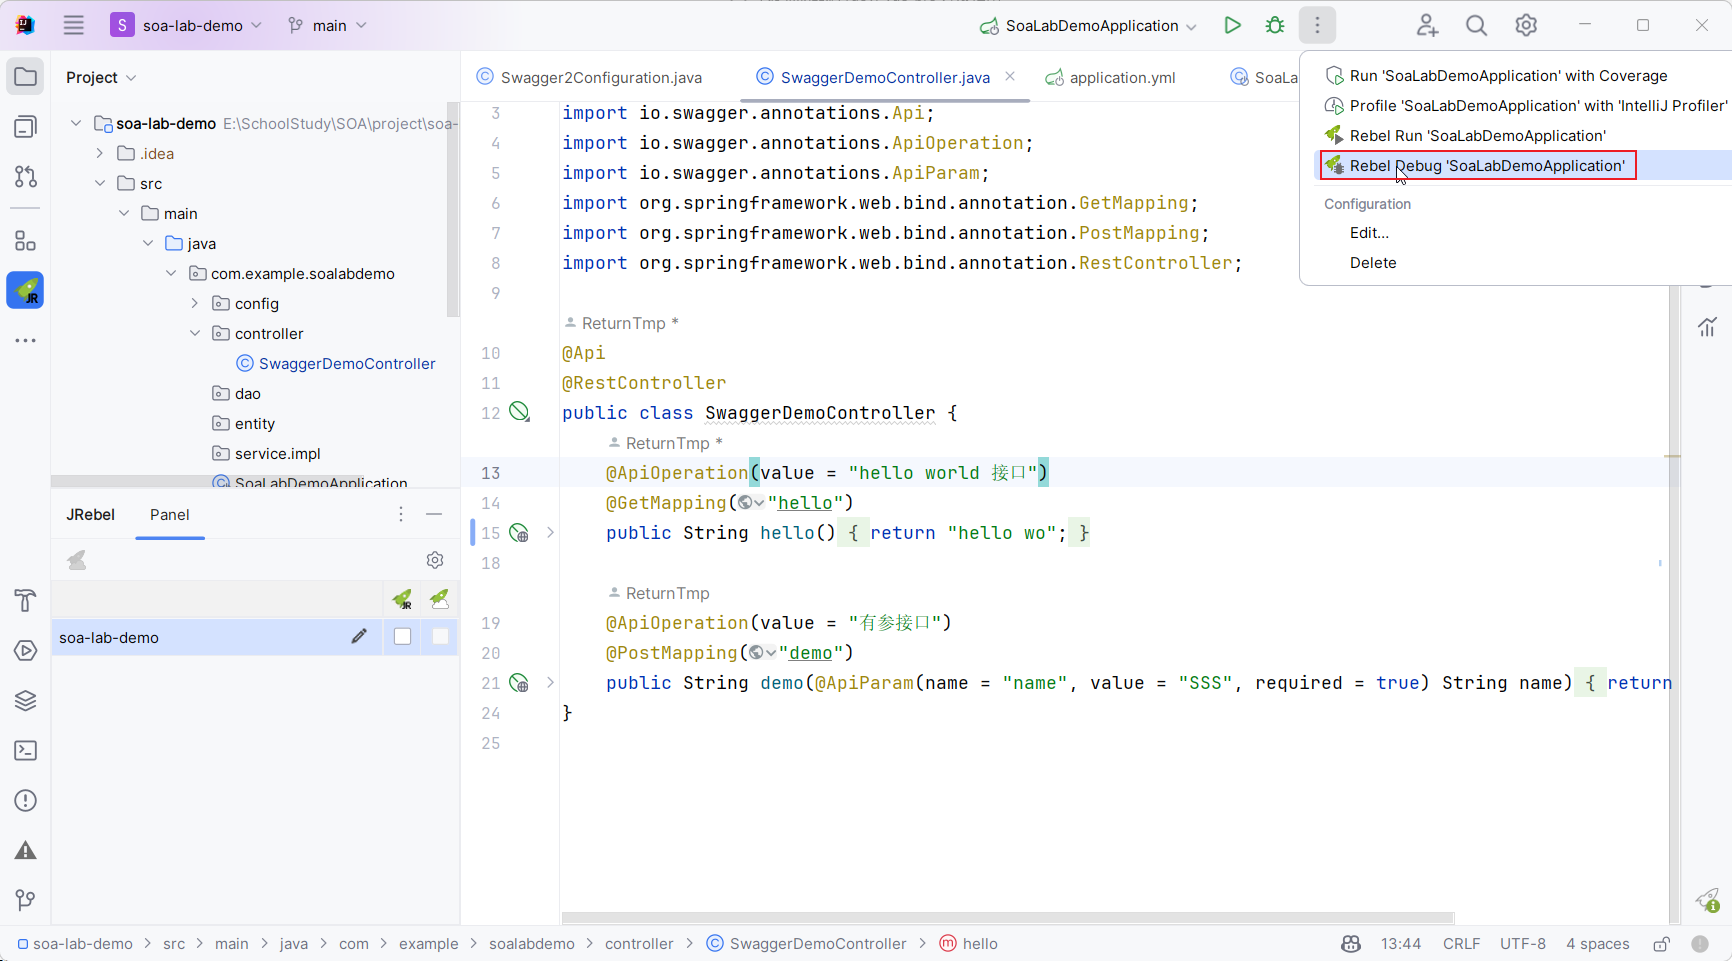 S soa-lab-demo main SoaLabDemoApplication
Project
soa-lab-demo E:\SchoolStudy\SOA\project\soa-
.idea
src
main
java
com.example.soalabdemo
config
controller
SwaggerDemoController
dao
entity
service.impl
SoaLabDemoApplication
JRebel Panel
JR
JR
soa-lab-demo
Swagger2Configuration.java SwaggerDemoController.java application.yml SoaLa
3 import io.swagger.annotations.Api;
4 import io.swagger.annotations.ApiOperation;
5 import io.swagger.annotations.ApiParam;
6 import org.springframework.web.bind.annotation.GetMapping;
7 import org.springframework.web.bind.annotation.PostMapping;
8 import org.springframework.web.bind.annotation.RestController;
9
ReturnTmp *
10 @Api
11 @RestController
12 public class SwaggerDemoController {
ReturnTmp *
13 @ApiOperation(value = "hello world 接口")
14 @GetMapping("hello")
15 public String hello() { return "hello wo"; }
18
ReturnTmp
19 @ApiOperation(value = "有参接口")
20 @PostMapping("demo")
21 public String demo(@ApiParam(name = "name", value = "SSS", required = true) String name) { return
24 }
25
Run 'SoaLabDemoApplication' with Coverage
Profile 'SoaLabDemoApplication' with 'IntelliJ Profiler'
Rebel Run 'SoaLabDemoApplication'
Rebel Debug 'SoaLabDemoApplication'
Configuration
Edit...
Delete
soa-lab-demo > src > main > java > com > example > soalabdemo > controller > SwaggerDemoController > hello 13:44 CRLF UTF-8 4 spaces